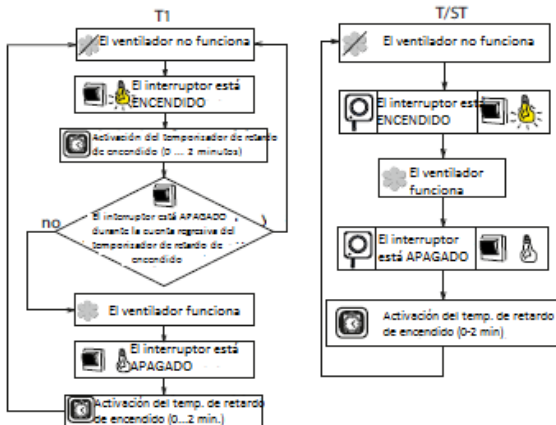 T1
El ventilador no funciona
El interruptor está
ENCENDIDO
Activación del temporizador de retardo
de encendido (0 ... 2 minutos)
no
El interruptor está APAGADO
durante la cuenta regresiva del
temporizador de retardo de
encendido
El ventilador funciona
El interruptor está
APAGADO
Activación del temp. de retardo
de encendido (0...2 min.)
T/ST
El ventilador no funciona
El interruptor está
ENCENDIDO
El ventilador
funciona
El interruptor
está APAGADO
Activación del temp. de retardo
de encendido (0-2 min)